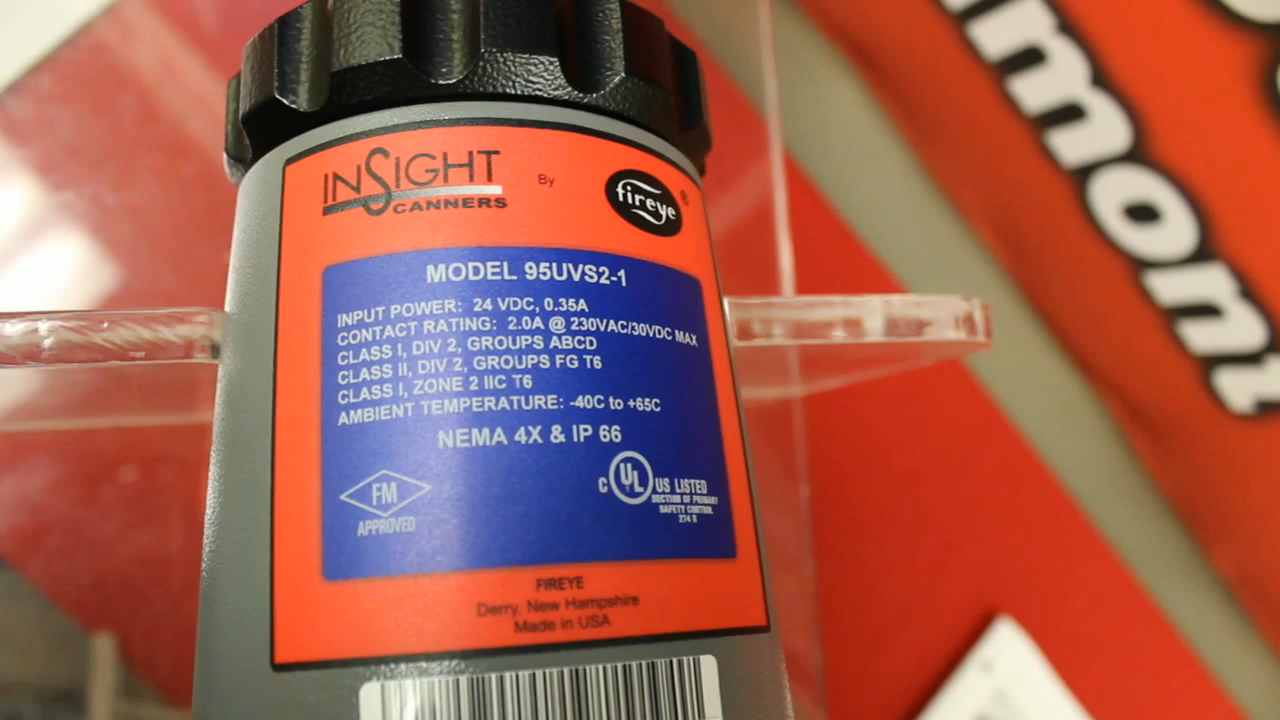 INSIGHT
SCANNERS
By
fireye®
MODEL 95UVS2-1
INPUT POWER: 24 VDC, 0.35A
CONTACT RATING: 2.0A @ 230VAC/30VDC MAX
CLASS I, DIV 2, GROUPS ABCD
CLASS II, DIV 2, GROUPS FG T6
CLASS I, ZONE 2 IIC T6
AMBIENT TEMPERATURE: -40C to +65C
NEMA 4X & IP 66
FM
APPROVED
C UL US LISTED
SECTION OF PRIMARY
SAFETY CONTROL
274 R
FIREYE
Derry, New Hampshire
Made in USA
mont